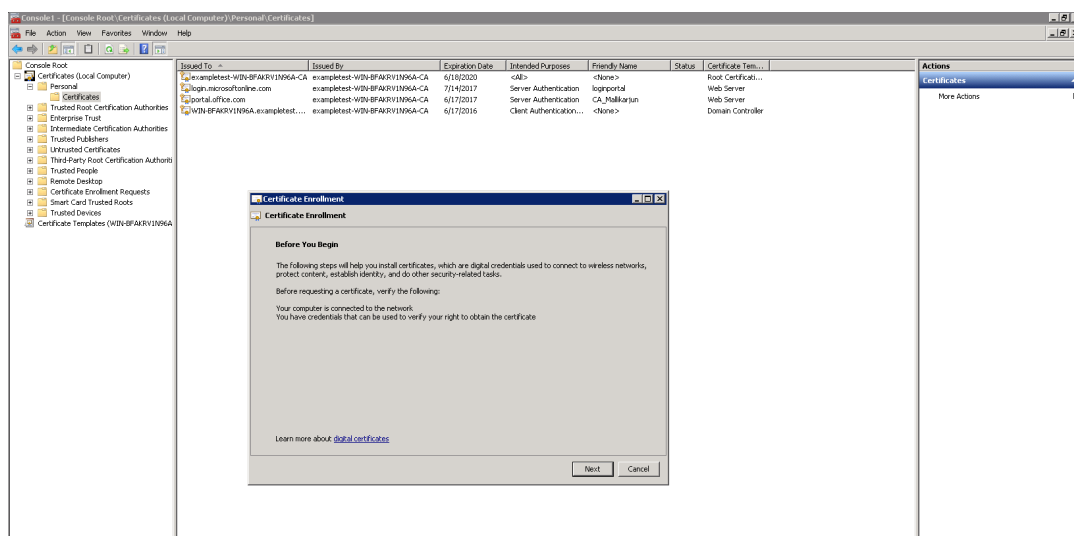 Console1 - [Console Root\Certificates (Local Computer)\Personal\Certificates]
File Action View Favorites Window Help
Console Root
Certificates (Local Computer)
Personal
Certificates
Trusted Root Certification Authorities
Enterprise Trust
Intermediate Certification Authorities
Trusted Publishers
Untrusted Certificates
Third-Party Root Certification Authoriti
Trusted People
Remote Desktop
Certificate Enrollment Requests
Smart Card Trusted Roots
Trusted Devices
Certificate Templates (WIN-BFAKRV1N96A
Issued To Issued By Expiration Date Intended Purposes Friendly Name Status Certificate Tem...
exampletest-WIN-BFAKRV1N96A-CA exampletest-WIN-BFAKRV1N96A-CA 6/18/2020 <All> <None> Root Certificati...
login.microsoftonline.com exampletest-WIN-BFAKRV1N96A-CA 7/14/2017 Server Authentication loginportal Web Server
portal.office.com exampletest-WIN-BFAKRV1N96A-CA 6/17/2017 Server Authentication CA_Mallikarjun Web Server
WIN-BFAKRV1N96A.exampletest.... exampletest-WIN-BFAKRV1N96A-CA 6/17/2016 Client Authentication... <None> Domain Controller
Actions
Certificates
More Actions
Certificate Enrollment
Certificate Enrollment
Before You Begin
The following steps will help you install certificates, which are digital credentials used to connect to wireless networks,
protect content, establish identity, and do other security-related tasks.
Before requesting a certificate, verify the following:
Your computer is connected to the network
You have credentials that can be used to verify your right to obtain the certificate
Learn more about digital certificates
Next Cancel